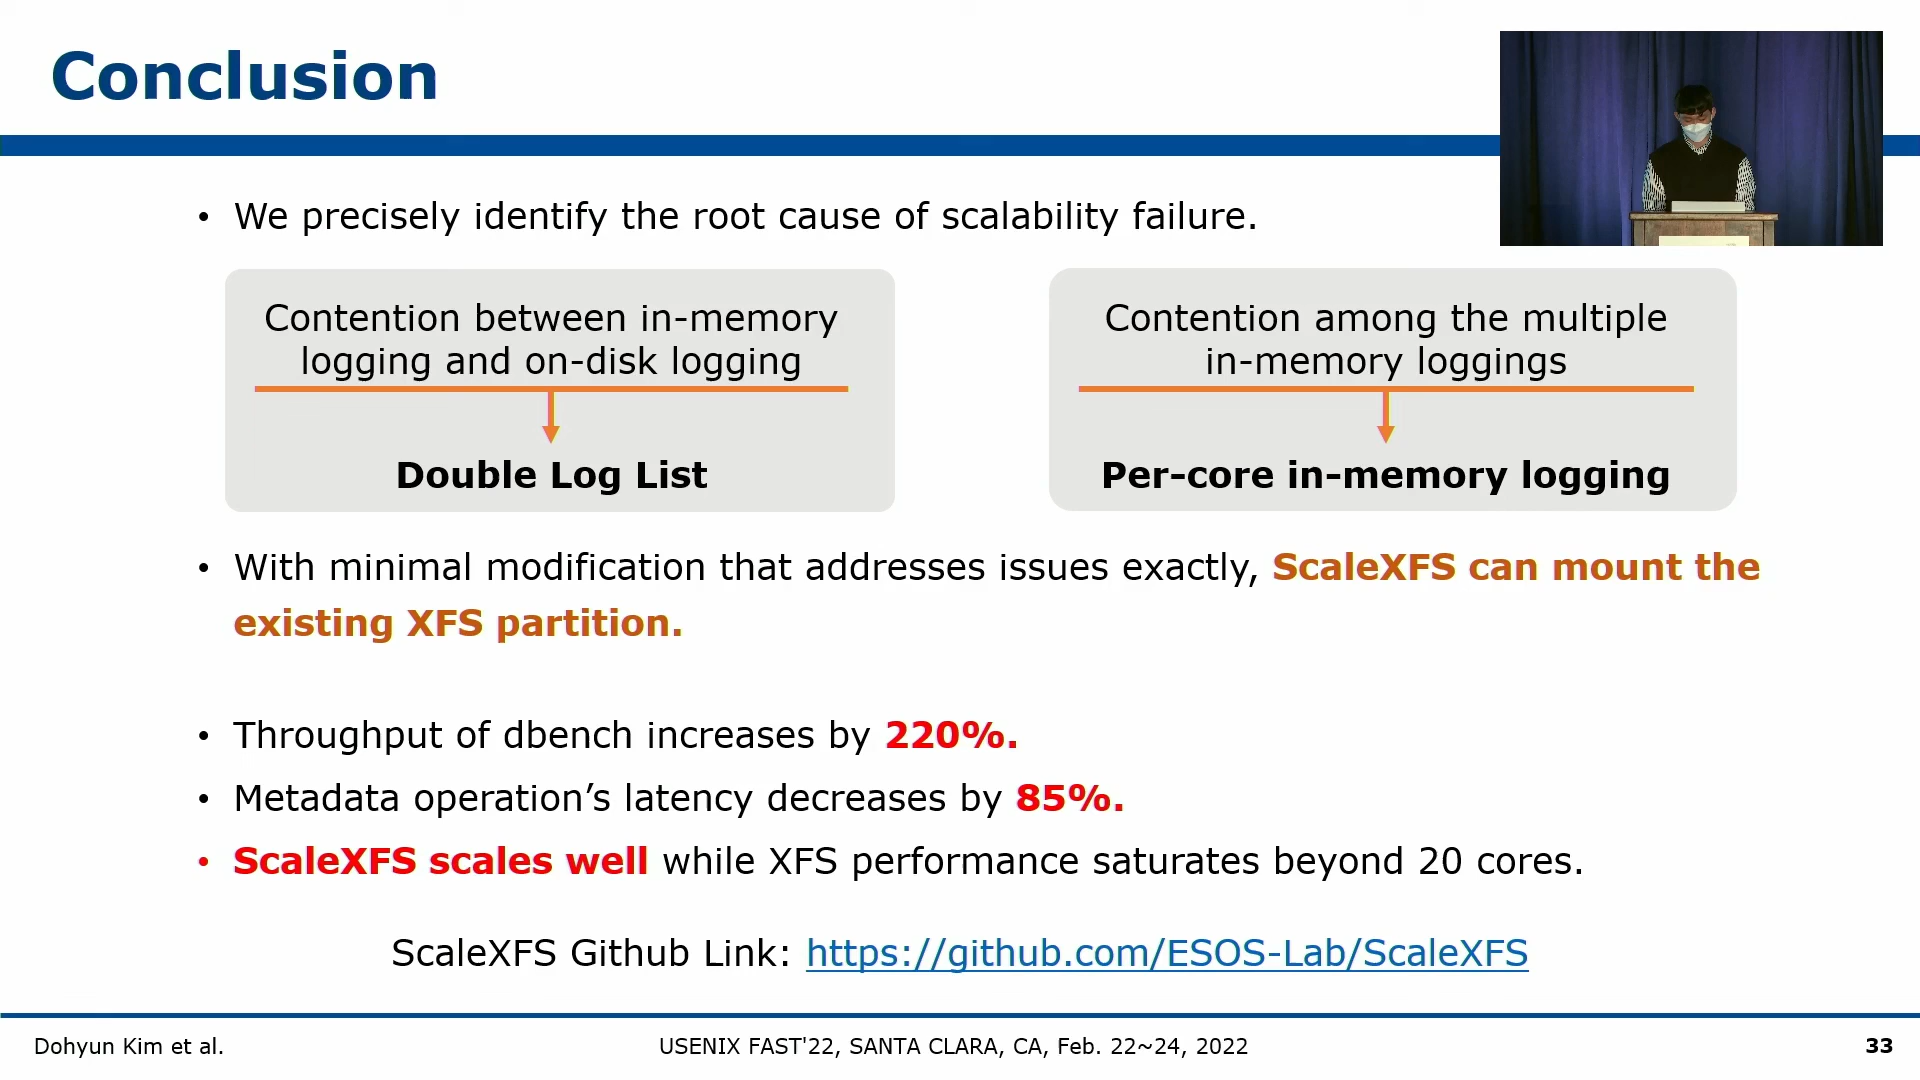 Conclusion
• We precisely identify the root cause of scalability failure.
Contention between in-memory
logging and on-disk logging
Double Log List
Contention among the multiple
in-memory loggings
Per-core in-memory logging
• With minimal modification that addresses issues exactly, ScaleXFS can mount the
existing XFS partition.
• Throughput of dbench increases by 220%.
• Metadata operation’s latency decreases by 85%.
• ScaleXFS scales well while XFS performance saturates beyond 20 cores.
ScaleXFS Github Link: https://github.com/ESOS-Lab/ScaleXFS
Dohyun Kim et al.
USENIX FAST'22, SANTA CLARA, CA, Feb. 22~24, 2022
33